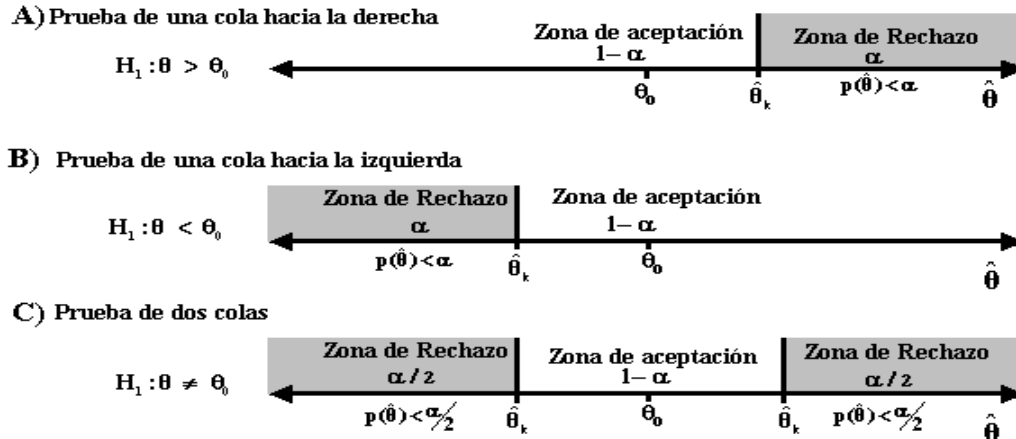 A) Prueba de una cola hacia la derecha
Zona de aceptación Zona de Rechazo
H₁ : θ > θ₀ 1- α α
θ₀ θ̂ₖ p(θ̂)<α θ̂
B) Prueba de una cola hacia la izquierda
Zona de Rechazo Zona de aceptación
H₁ : θ < θ₀ α 1- α
p(θ̂)<α θ̂ₖ θ₀ θ̂
C) Prueba de dos colas
Zona de Rechazo Zona de aceptación Zona de Rechazo
H₁ : θ ≠ θ₀ α / 2 1- α α / 2
p(θ̂)<α/2 θ̂ₖ θ₀ θ̂ₖ p(θ̂)<α/2 θ̂